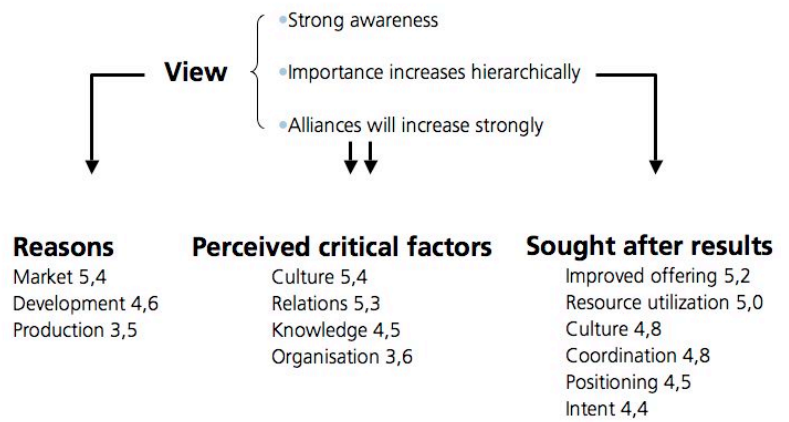 View
•Strong awareness
•Importance increases hierarchically
•Alliances will increase strongly
Reasons
Market 5,4
Development 4,6
Production 3,5
Perceived critical factors
Culture 5,4
Relations 5,3
Knowledge 4,5
Organisation 3,6
Sought after results
Improved offering 5,2
Resource utilization 5,0
Culture 4,8
Coordination 4,8
Positioning 4,5
Intent 4,4